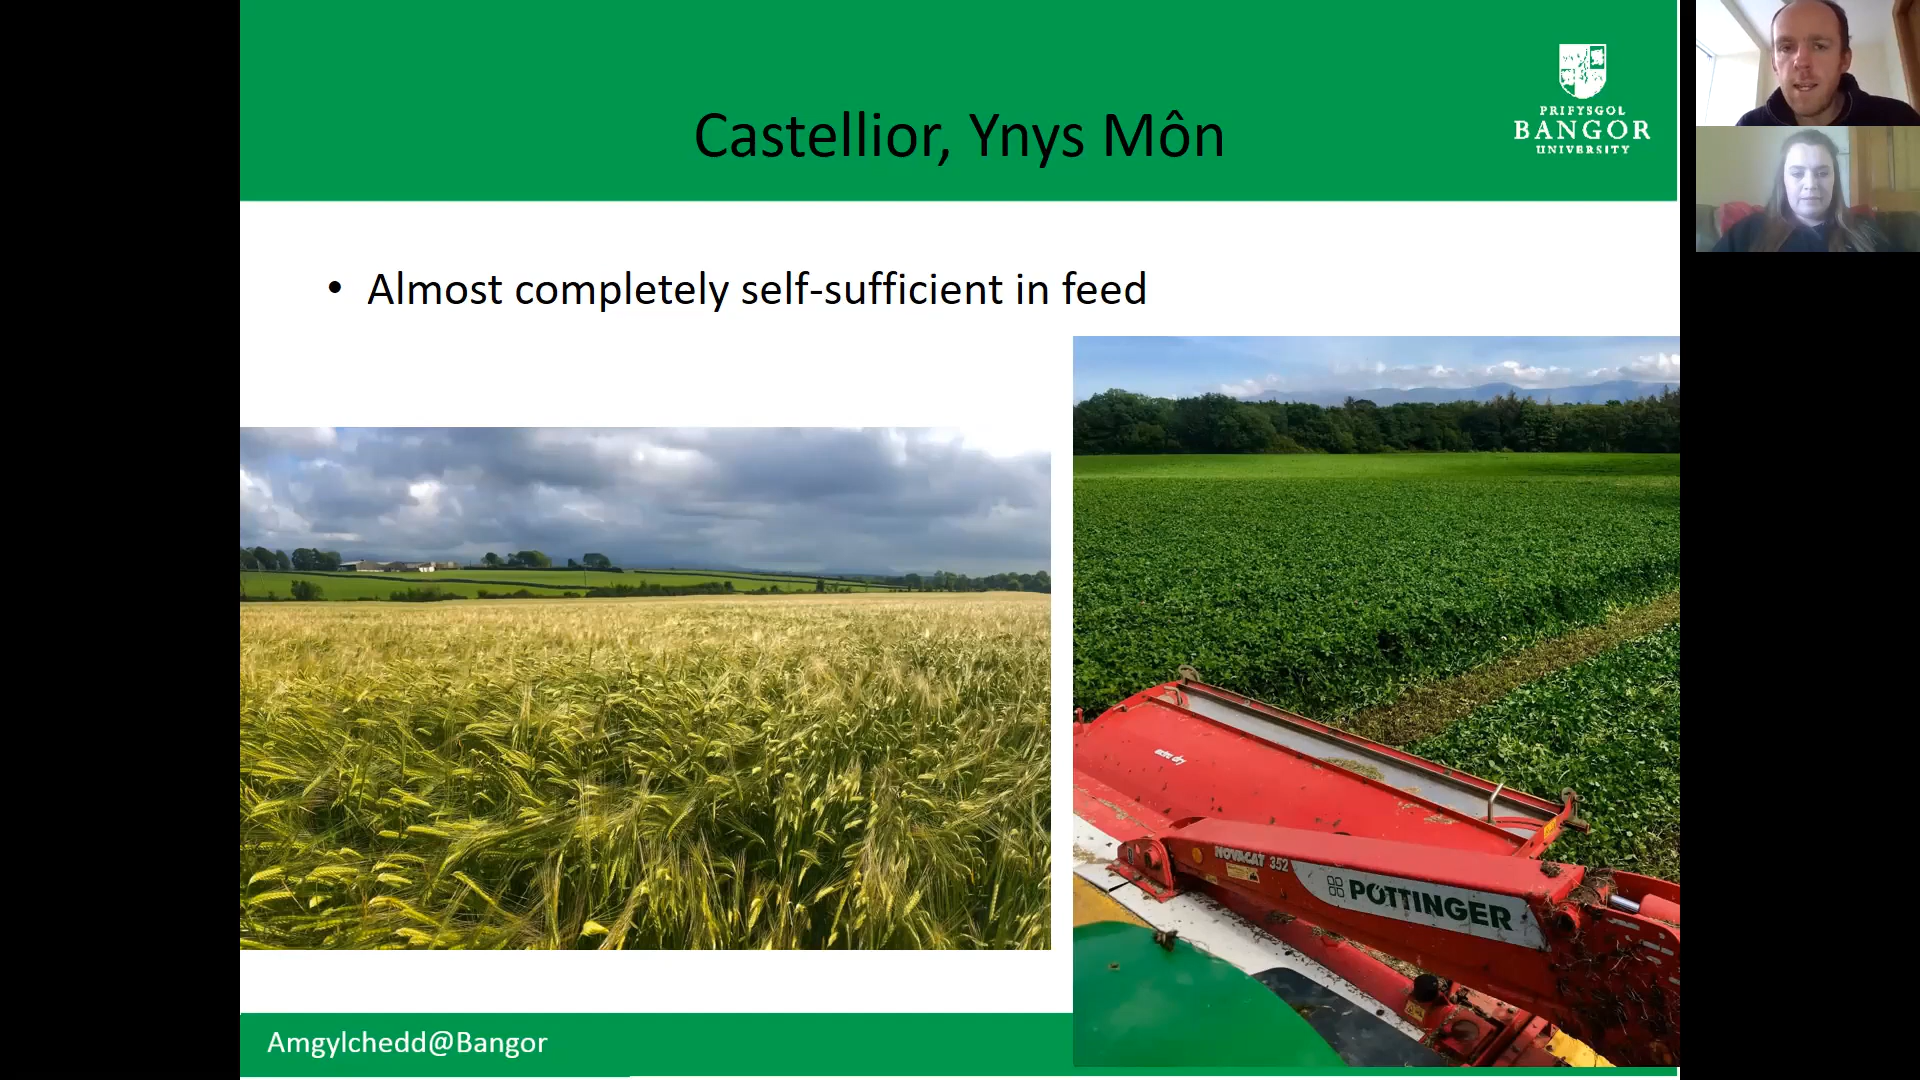 Castellior, Ynys Môn
PRIFYSGOL
BANGOR
UNIVERSITY
• Almost completely self-sufficient in feed
NOVACAT 352
PÖTTINGER
Amgylchedd@Bangor